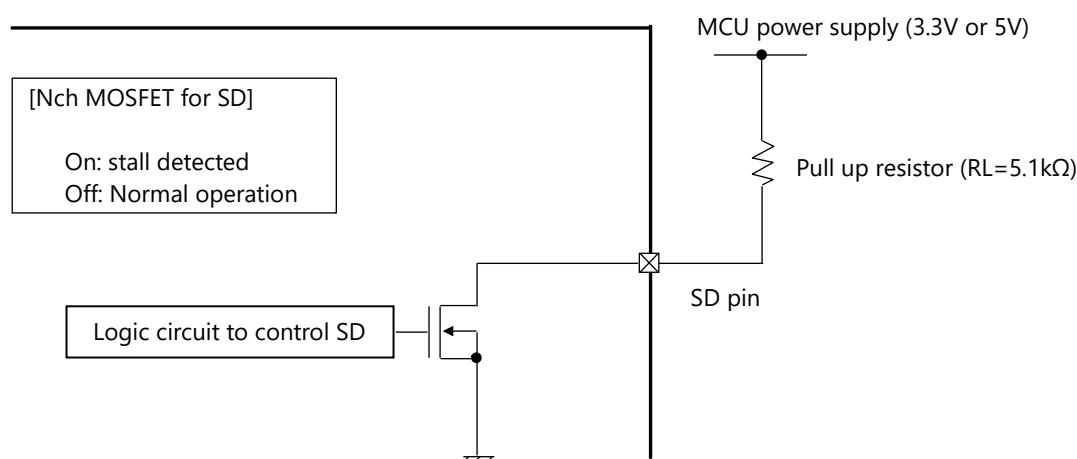 MCU power supply (3.3V or 5V)
[Nch MOSFET for SD]
On: stall detected
Off: Normal operation
Pull up resistor (RL=5.1kΩ)
SD pin
Logic circuit to control SD